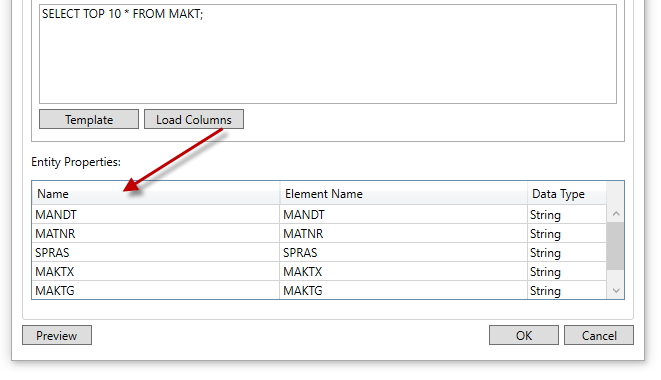 SELECT TOP 10 * FROM MAKT;
Template Load Columns
Entity Properties:
Name Element Name Data Type
MANDT MANDT String
MATNR MATNR String
SPRAS SPRAS String
MAKTX MAKTX String
MAKTG MAKTG String
Preview OK Cancel